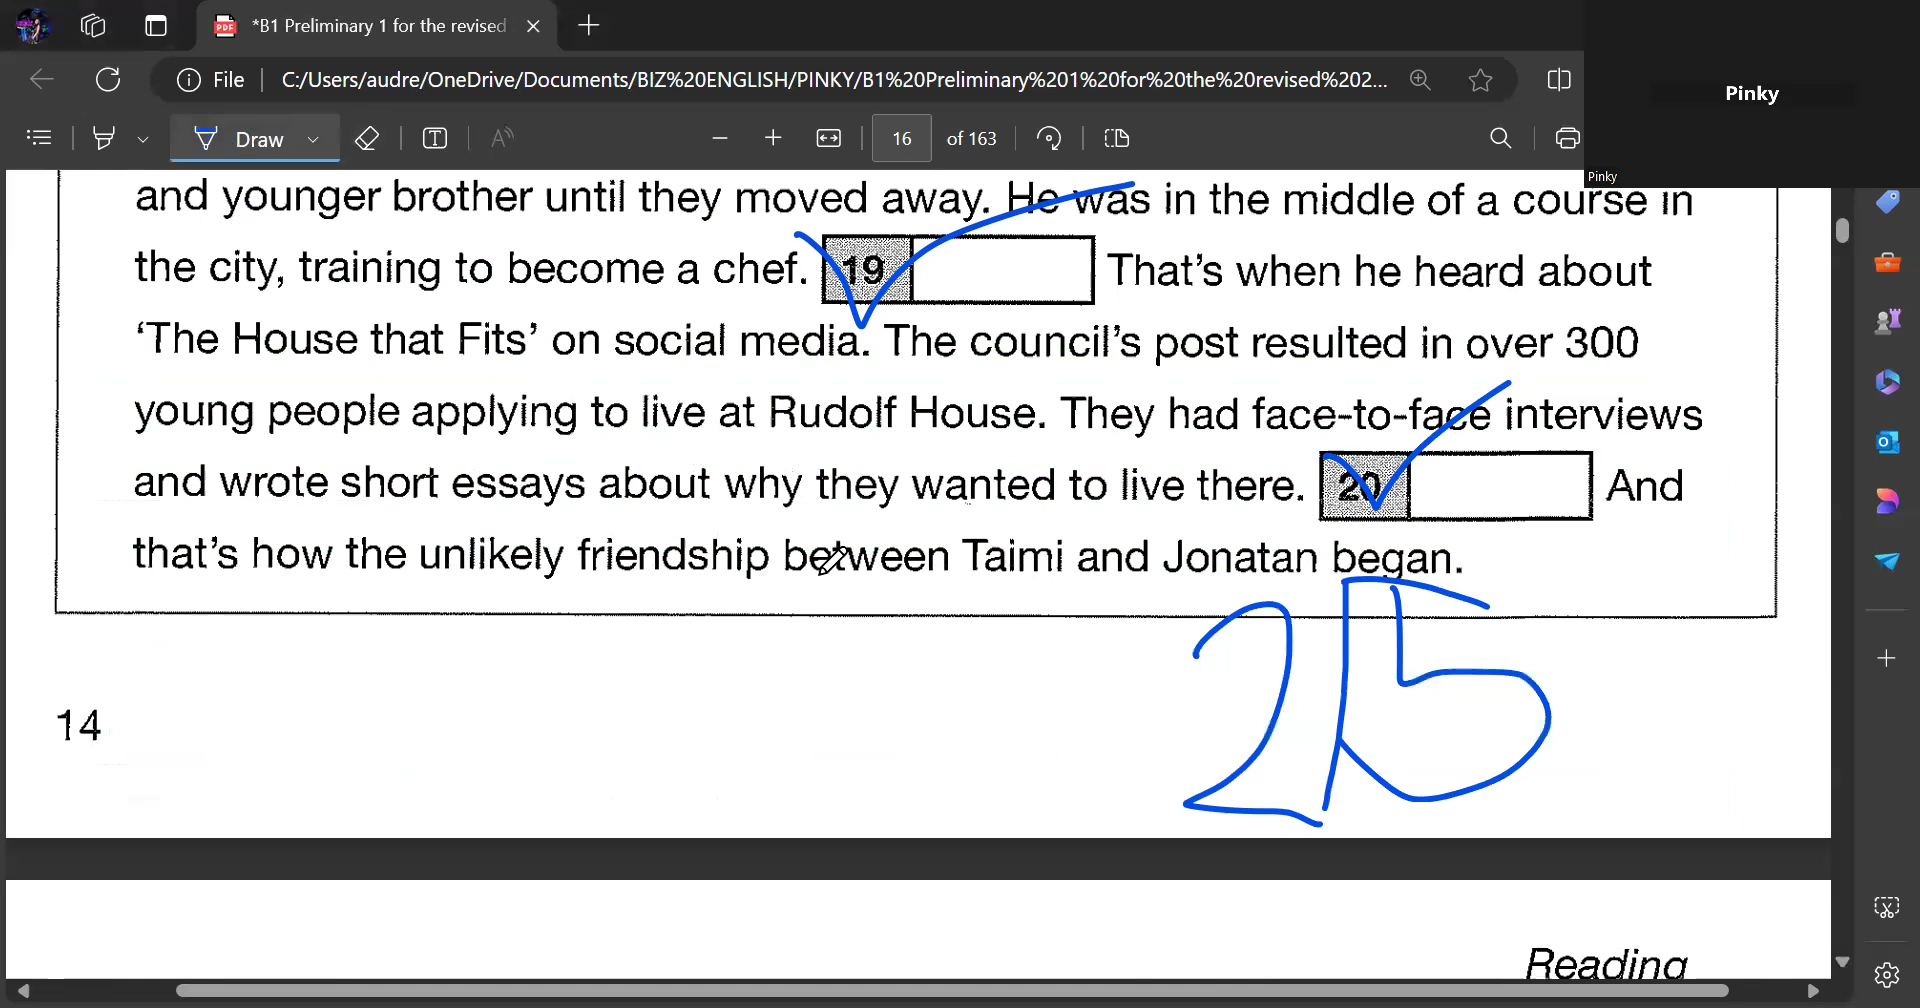 *B1 Preliminary 1 for the revised
File
C:/Users/audre/OneDrive/Documents/BIZ%20ENGLISH/PINKY/B1%20Preliminary%201%20for%20the%20revised%202...
Pinky
Draw
16 of 163
Pinky
and younger brother until they moved away. He was in the middle of a course in
the city, training to become a chef. 19 That’s when he heard about
‘The House that Fits’ on social media. The council’s post resulted in over 300
young people applying to live at Rudolf House. They had face-to-face interviews
and wrote short essays about why they wanted to live there. 20 And
that’s how the unlikely friendship between Taimi and Jonatan began.
2/5
14
Reading